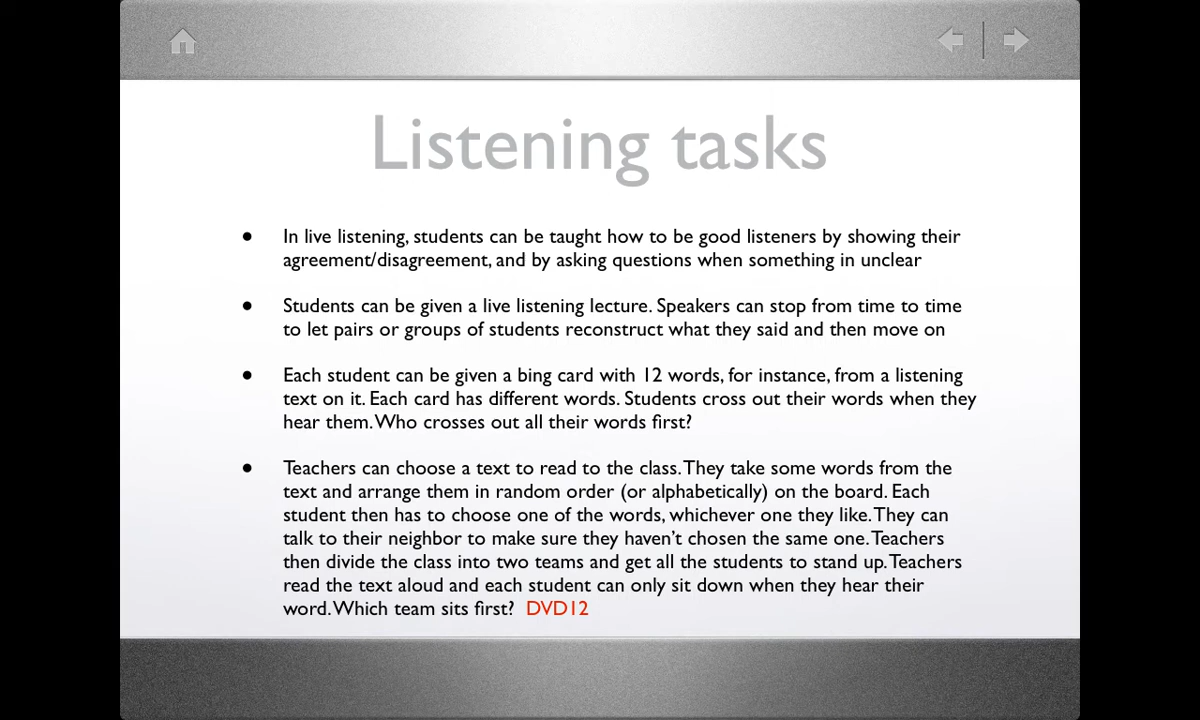 Listening tasks
• In live listening, students can be taught how to be good listeners by showing their
agreement/disagreement, and by asking questions when something in unclear
• Students can be given a live listening lecture. Speakers can stop from time to time
to let pairs or groups of students reconstruct what they said and then move on
• Each student can be given a bing card with 12 words, for instance, from a listening
text on it. Each card has different words. Students cross out their words when they
hear them. Who crosses out all their words first?
• Teachers can choose a text to read to the class. They take some words from the
text and arrange them in random order (or alphabetically) on the board. Each
student then has to choose one of the words, whichever one they like. They can
talk to their neighbor to make sure they haven't chosen the same one. Teachers
then divide the class into two teams and get all the students to stand up. Teachers
read the text aloud and each student can only sit down when they hear their
word. Which team sits first? DVD12